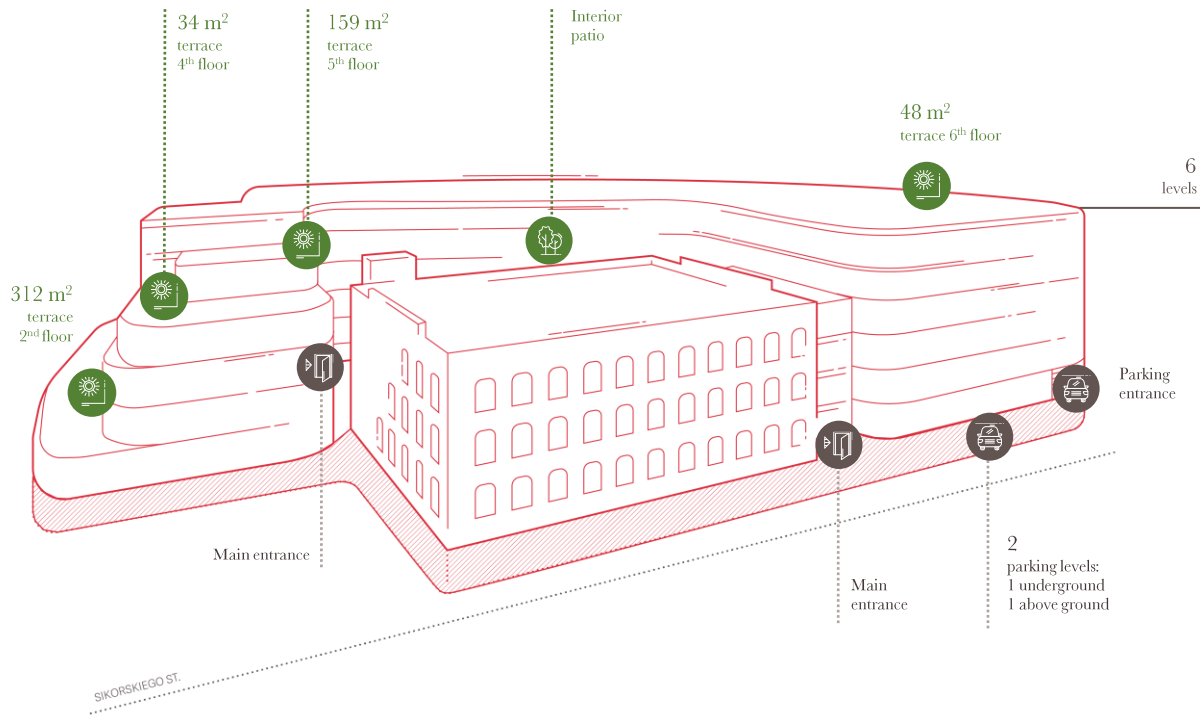 34 m²
terrace
4th floor
159 m²
terrace
5th floor
Interior
patio
48 m²
terrace 6th floor
6
levels
312 m²
terrace
2nd floor
Parking
entrance
Main entrance
2
parking levels:
1 underground
1 above ground
Main
entrance
SIKORSKIEGO ST.